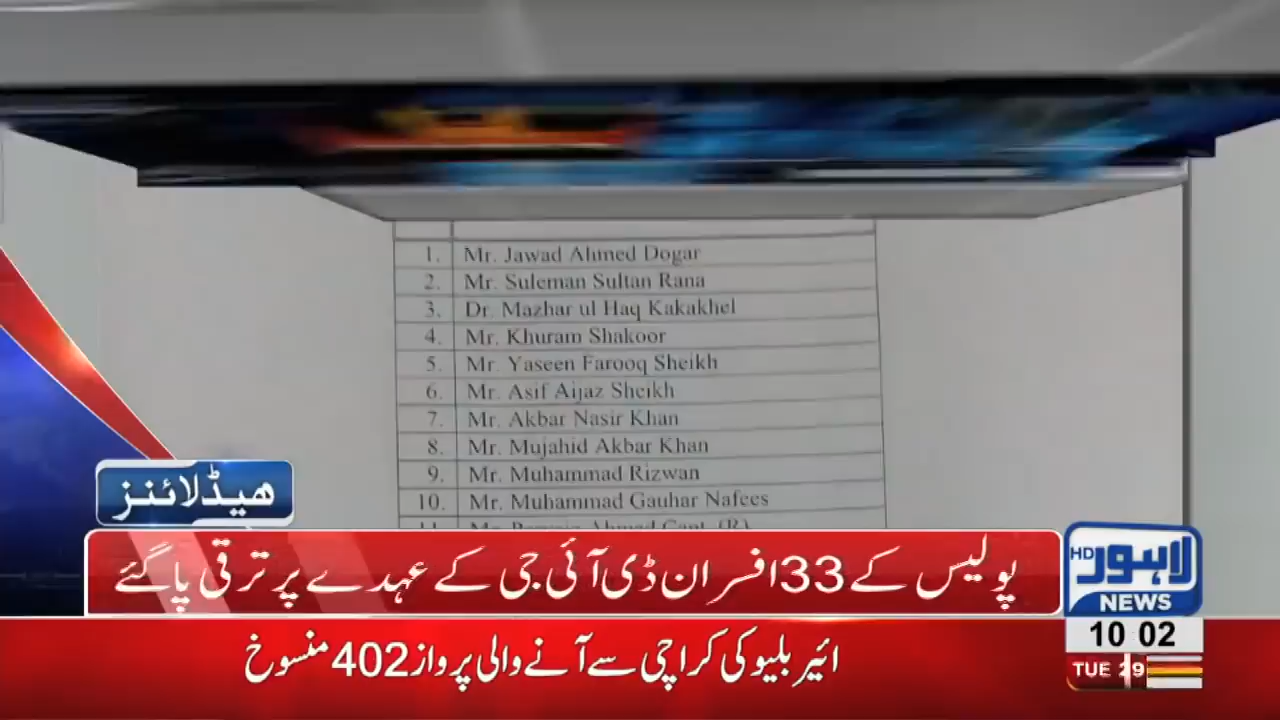 1. Mr. Jawad Ahmed Dogar
2. Mr. Suleman Sultan Rana
3. Dr. Mazhar ul Haq Kakakhel
4. Mr. Khuram Shakoor
5. Mr. Yaseen Farooq Sheikh
6. Mr. Asif Aijaz Sheikh
7. Mr. Akbar Nasir Khan
8. Mr. Mujahid Akbar Khan
9. Mr. Muhammad Rizwan
10. Mr. Muhammad Gauhar Nafees
ھیڈلائنز
پولیس کے 33 افسران ڈی آئی جی کے عہدے پر ترقی پاگئے
لاہور HD
NEWS
10 02
TUE 29
ائیر بلیو کی کراچی سے آنے والی پرواز 402 منسوخ